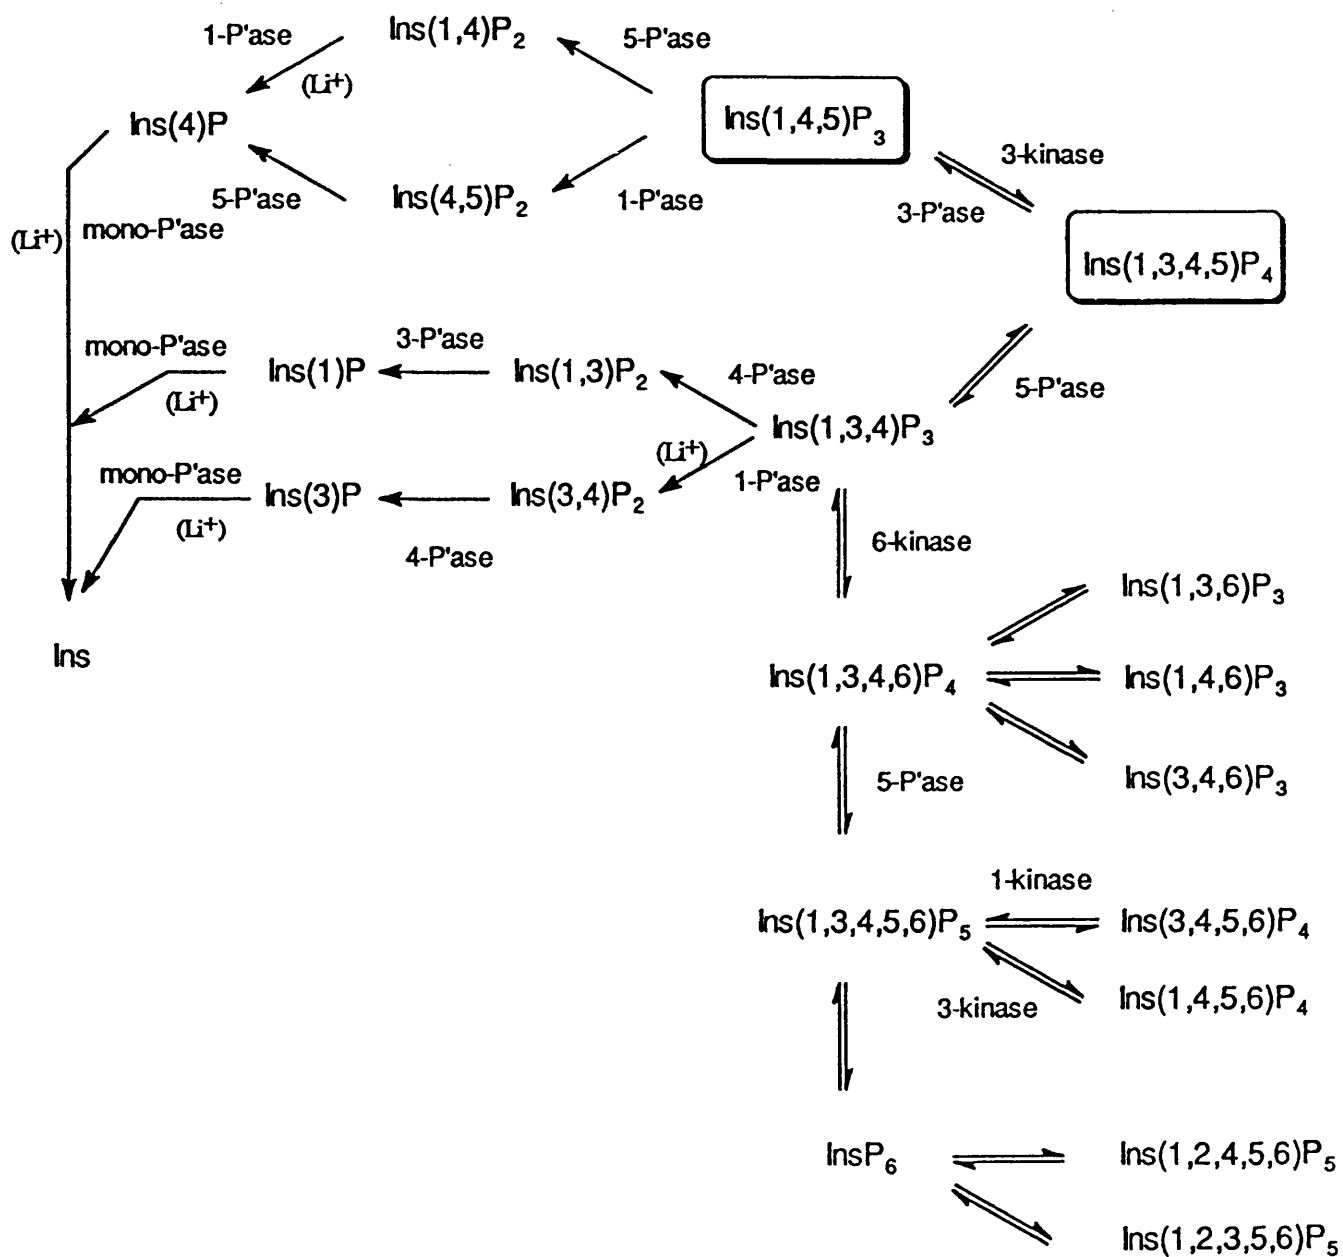 1-P'ase
Ins(1,4)P₂
5-P'ase
(Li⁺)
Ins(4)P
Ins(1,4,5)P₃
3-kinase
5-P'ase
Ins(4,5)P₂
1-P'ase
3-P'ase
(Li⁺)
mono-P'ase
Ins(1,3,4,5)P₄
mono-P'ase
Ins(1)P
3-P'ase
Ins(1,3)P₂
4-P'ase
5-P'ase
(Li⁺)
Ins(1,3,4)P₃
(Li⁺)
mono-P'ase
Ins(3)P
Ins(3,4)P₂
1-P'ase
(Li⁺)
4-P'ase
6-kinase
Ins(1,3,6)P₃
Ins
Ins(1,3,4,6)P₄
Ins(1,4,6)P₃
5-P'ase
Ins(3,4,6)P₃
1-kinase
Ins(1,3,4,5,6)P₅
Ins(3,4,5,6)P₄
3-kinase
Ins(1,4,5,6)P₄
InsP₆
Ins(1,2,4,5,6)P₅
Ins(1,2,3,5,6)P₅